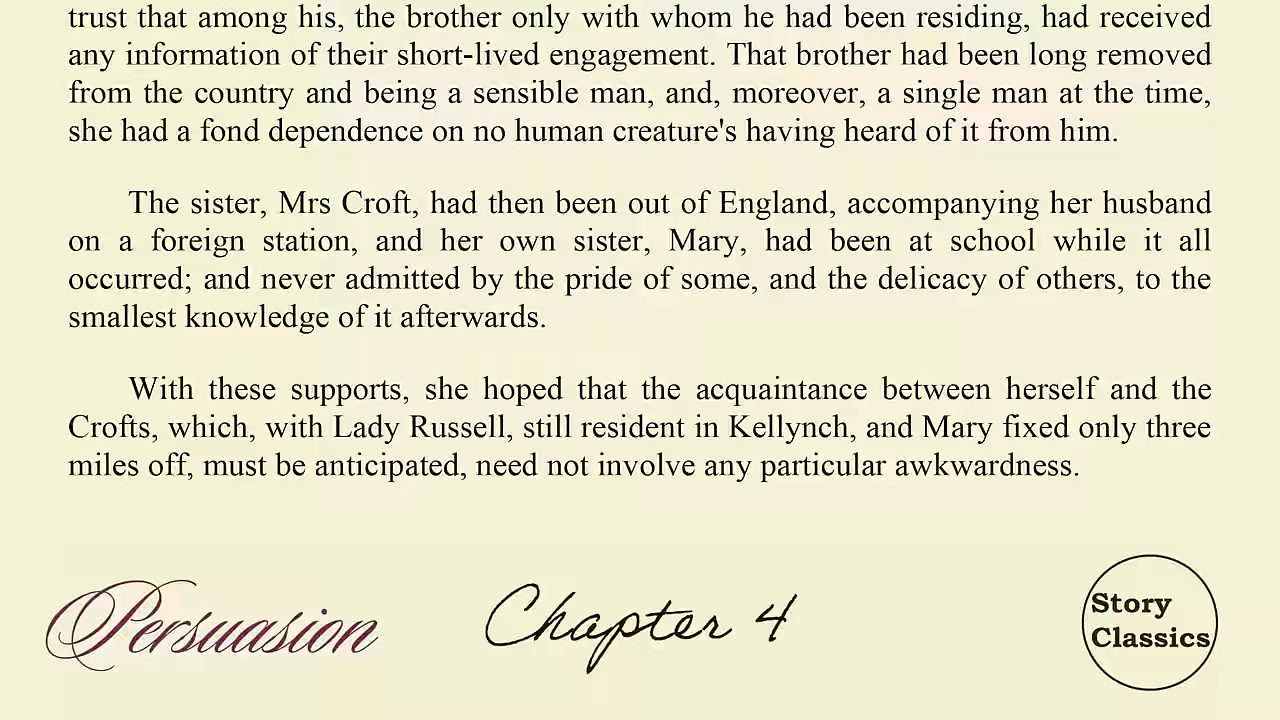 trust that among his, the brother only with whom he had been residing, had received
any information of their short-lived engagement. That brother had been long removed
from the country and being a sensible man, and, moreover, a single man at the time,
she had a fond dependence on no human creature's having heard of it from him.
The sister, Mrs Croft, had then been out of England, accompanying her husband
on a foreign station, and her own sister, Mary, had been at school while it all
occurred; and never admitted by the pride of some, and the delicacy of others, to the
smallest knowledge of it afterwards.
With these supports, she hoped that the acquaintance between herself and the
Crofts, which, with Lady Russell, still resident in Kellynch, and Mary fixed only three
miles off, must be anticipated, need not involve any particular awkwardness.
Persuasion
Chapter 4
Story
Classics